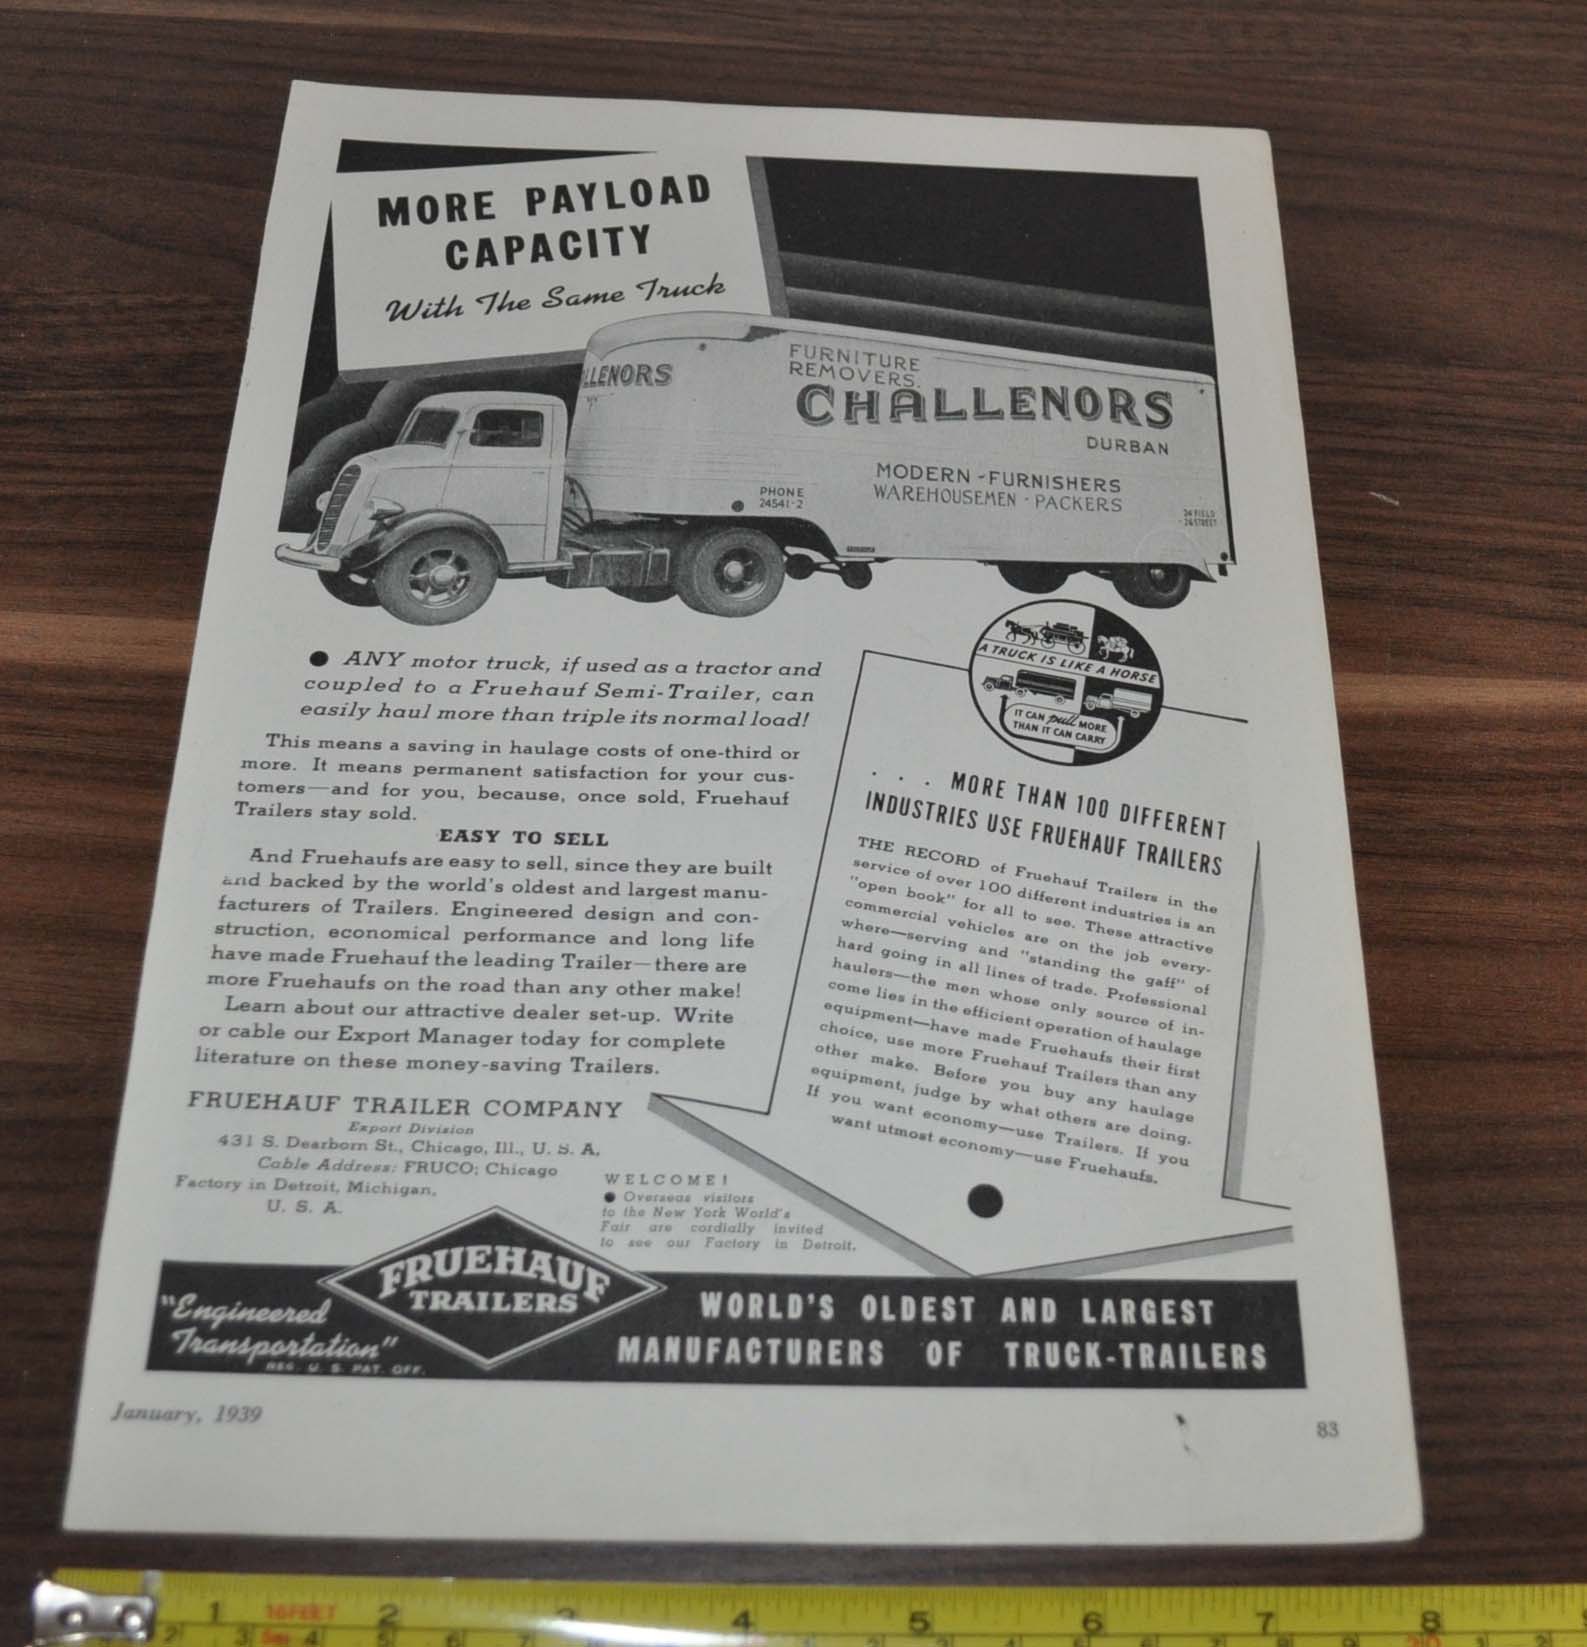 MORE PAYLOAD
CAPACITY
With The Same Truck
LLENORS
FURNITURE
REMOVERS.
CHALLENORS
DURBAN
MODERN - FURNISHERS
WAREHOUSEMEN - PACKERS
PHONE
24541-2
STREET
● ANY motor truck, if used as a tractor and
coupled to a Fruehauf Semi-Trailer, can
easily haul more than triple its normal load!
This means a saving in haulage costs of one-third or
more. It means permanent satisfaction for your cus-
tomers—and for you, because, once sold, Fruehauf
Trailers stay sold.
EASY TO SELL
And Fruehaufs are easy to sell, since they are built
and backed by the world's oldest and largest manu-
facturers of Trailers. Engineered design and con-
struction, economical performance and long life
have made Fruehauf the leading Trailer—there are
more Fruehaufs on the road than any other make!
Learn about our attractive dealer set-up. Write
or cable our Export Manager today for complete
literature on these money-saving Trailers.
FRUEHAUF TRAILER COMPANY
Export Division
431 S. Dearborn St., Chicago, Ill., U. S. A.
Cable Address: FRUCO; Chicago
Factory in Detroit, Michigan,
U. S. A.
WELCOME!
● Overseas visitors
to the New York World's
Fair are cordially invited
to see our Factory in Detroit.
A TRUCK IS LIKE A HORSE
IT CAN pull MORE
THAN IT CAN CARRY
. . . MORE THAN 100 DIFFERENT
INDUSTRIES USE FRUEHAUF TRAILERS
THE RECORD of Fruehauf Trailers in the
service of over 100 different industries is an
"open book" for all to see. These attractive
commercial vehicles are on the job every-
where—serving and "standing the gaff" of
hard going in all lines of trade. Professional
haulers—the men whose only source of in-
come lies in the efficient operation of haulage
equipment—have made Fruehaufs their first
choice, use more Fruehauf Trailers than any
other make. Before you buy any haulage
equipment, judge by what others are doing.
If you want economy—use Trailers. If you
want utmost economy—use Fruehaufs.
FRUEHAUF
TRAILERS
"Engineered
Transportation"
REG. U. S. PAT. OFF.
WORLD'S OLDEST AND LARGEST
MANUFACTURERS OF TRUCK-TRAILERS
January, 1939
83
1 16FEET 2 3 4 5 6 7 8
5m